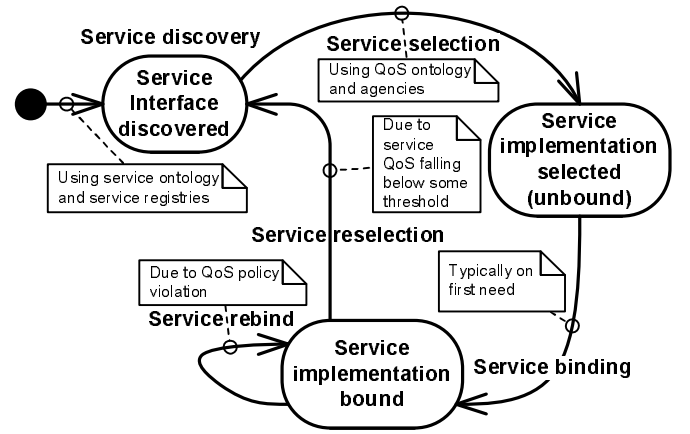 Service discovery
Service
Interface
discovered
Service selection
Using QoS ontology
and agencies
Service
implementation
selected
(unbound)
Using service ontology
and service registries
Due to
service
QoS falling
below some
threshold
Service reselection
Due to QoS policy
violation
Service rebind
Typically on
first need
Service
implementation
bound
Service binding